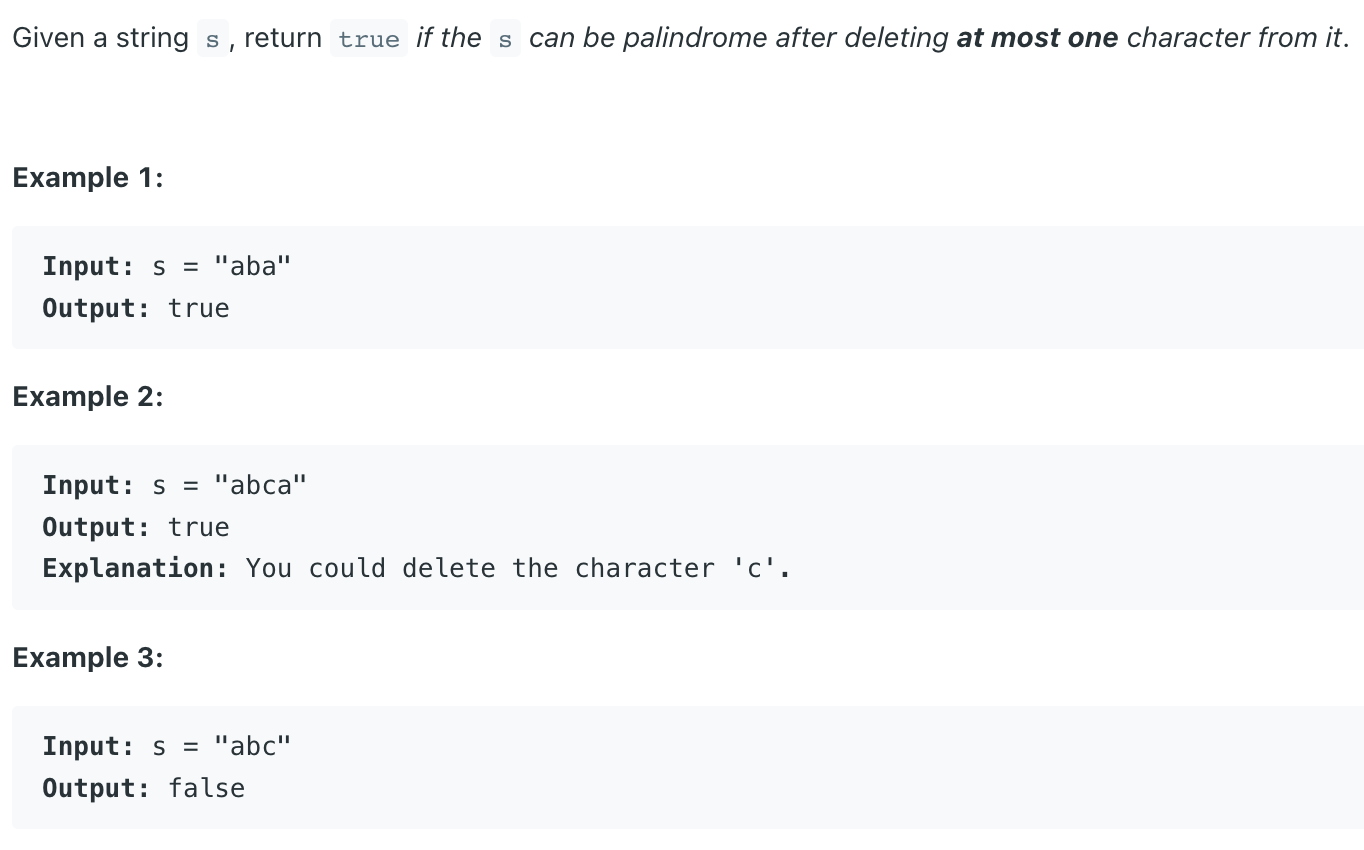 Given a string s, return true if the s can be palindrome after deleting at most one character from it.
Example 1:
Input: s = "aba"
Output: true
Example 2:
Input: s = "abca"
Output: true
Explanation: You could delete the character 'c'.
Example 3:
Input: s = "abc"
Output: false